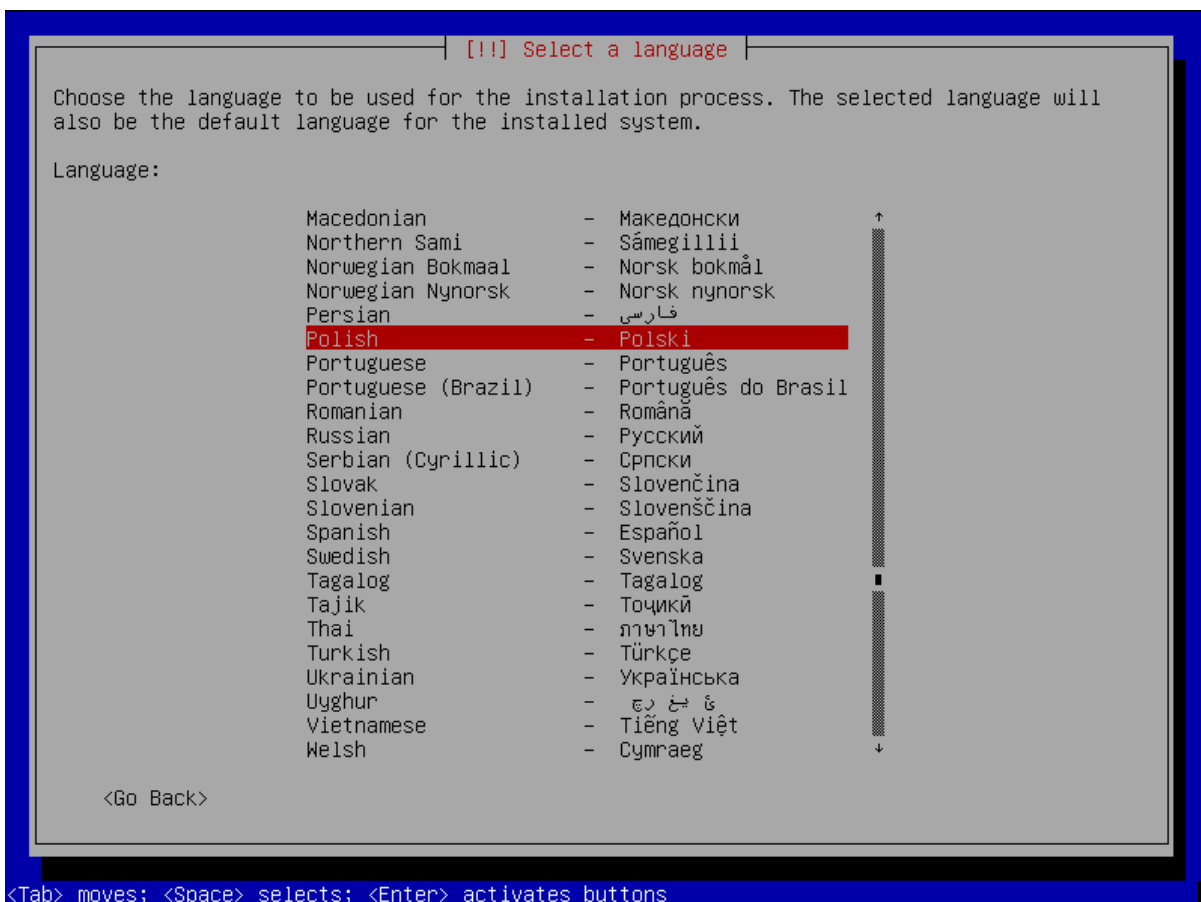 [!!] Select a language
Choose the language to be used for the installation process. The selected language will
also be the default language for the installed system.
Language:
Macedonian - Македонски
Northern Sami - Sámegillii
Norwegian Bokmaal - Norsk bokmål
Norwegian Nynorsk - Norsk nynorsk
Persian - فارسی
Polish - Polski
Portuguese - Português
Portuguese (Brazil) - Português do Brasil
Romanian - Română
Russian - Русский
Serbian (Cyrillic) - Српски
Slovak - Slovenčina
Slovenian - Slovenščina
Spanish - Español
Swedish - Svenska
Tagalog - Tagalog
Tajik - Тоҷикӣ
Thai - ภาษาไทย
Turkish - Türkçe
Ukrainian - Українська
Uyghur -
Vietnamese - Tiếng Việt
Welsh - Cymraeg
<Go Back>
<Tab> moves; <Space> selects; <Enter> activates buttons